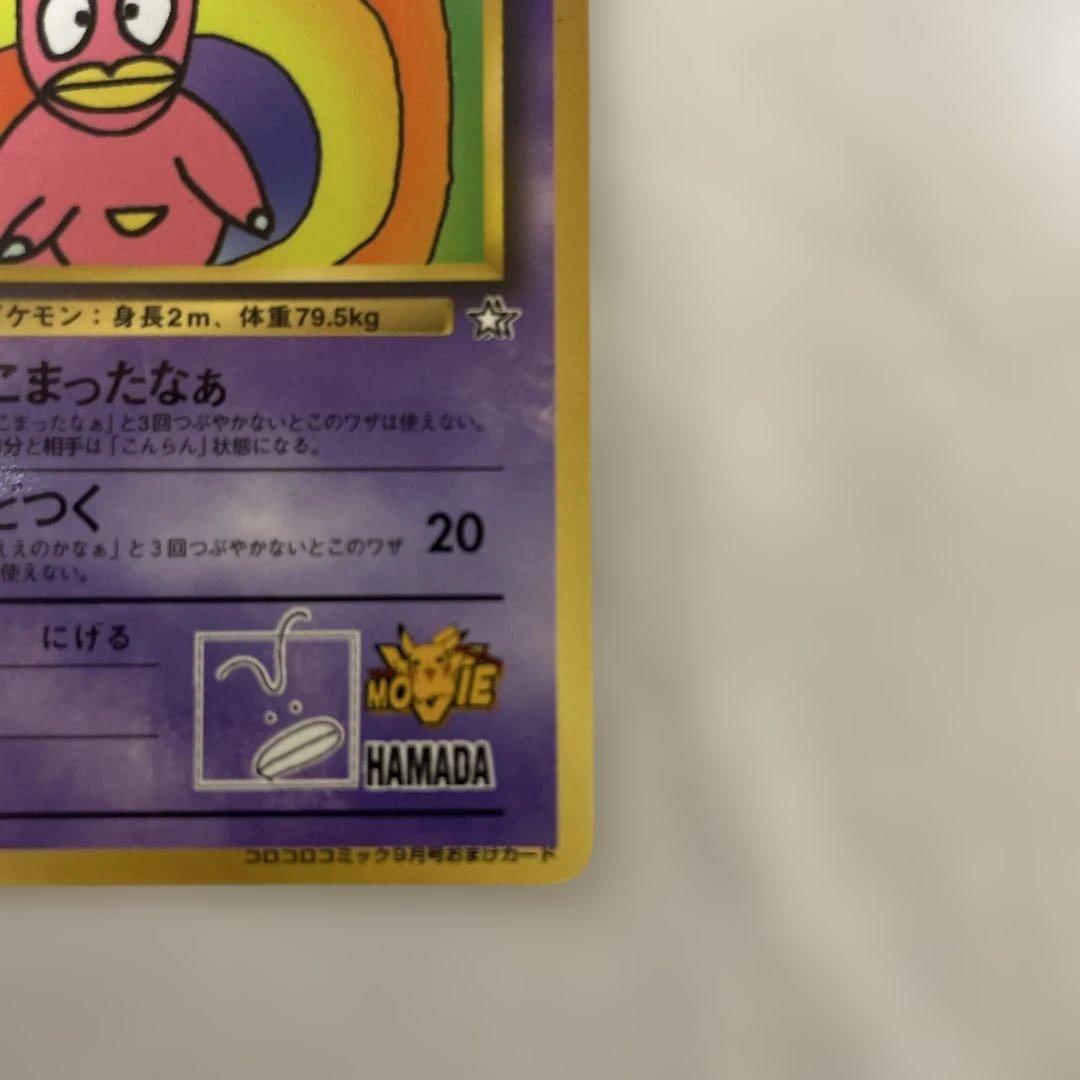 ケモン：身長2m、体重79.5kg
こまったなぁ
こまったなぁ」と3回つぶやかないとこのワザは使えない。
分と相手は「こんらん」状態になる。
どつく
ええのかなぁ」と３回つぶやかないとこのワザ 20
使えない。
にげる
MOVIE
HAMADA
コロコロコミック9月号おまけカード